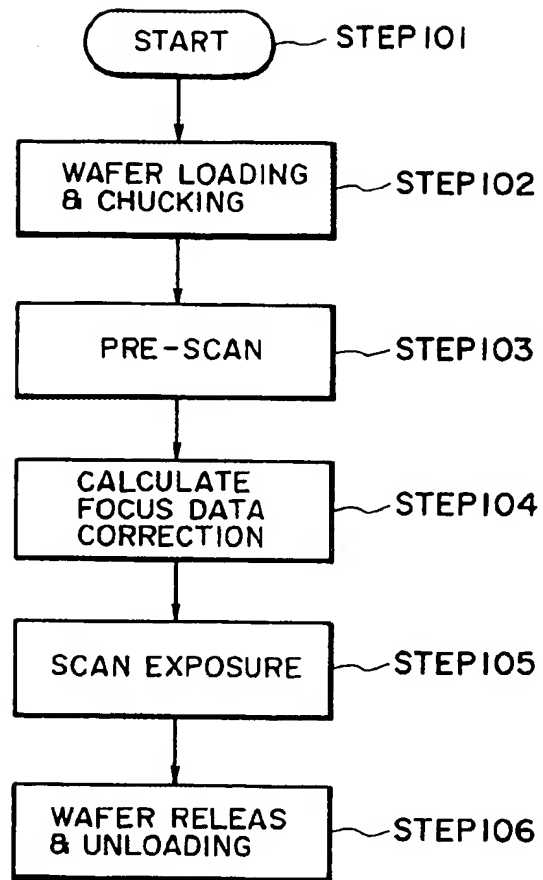 START
STEP101
WAFER LOADING
& CHUCKING
STEP102
PRE-SCAN
STEP103
CALCULATE
FOCUS DATA
CORRECTION
STEP104
SCAN EXPOSURE
STEP105
WAFER RELEAS
& UNLOADING
STEP106